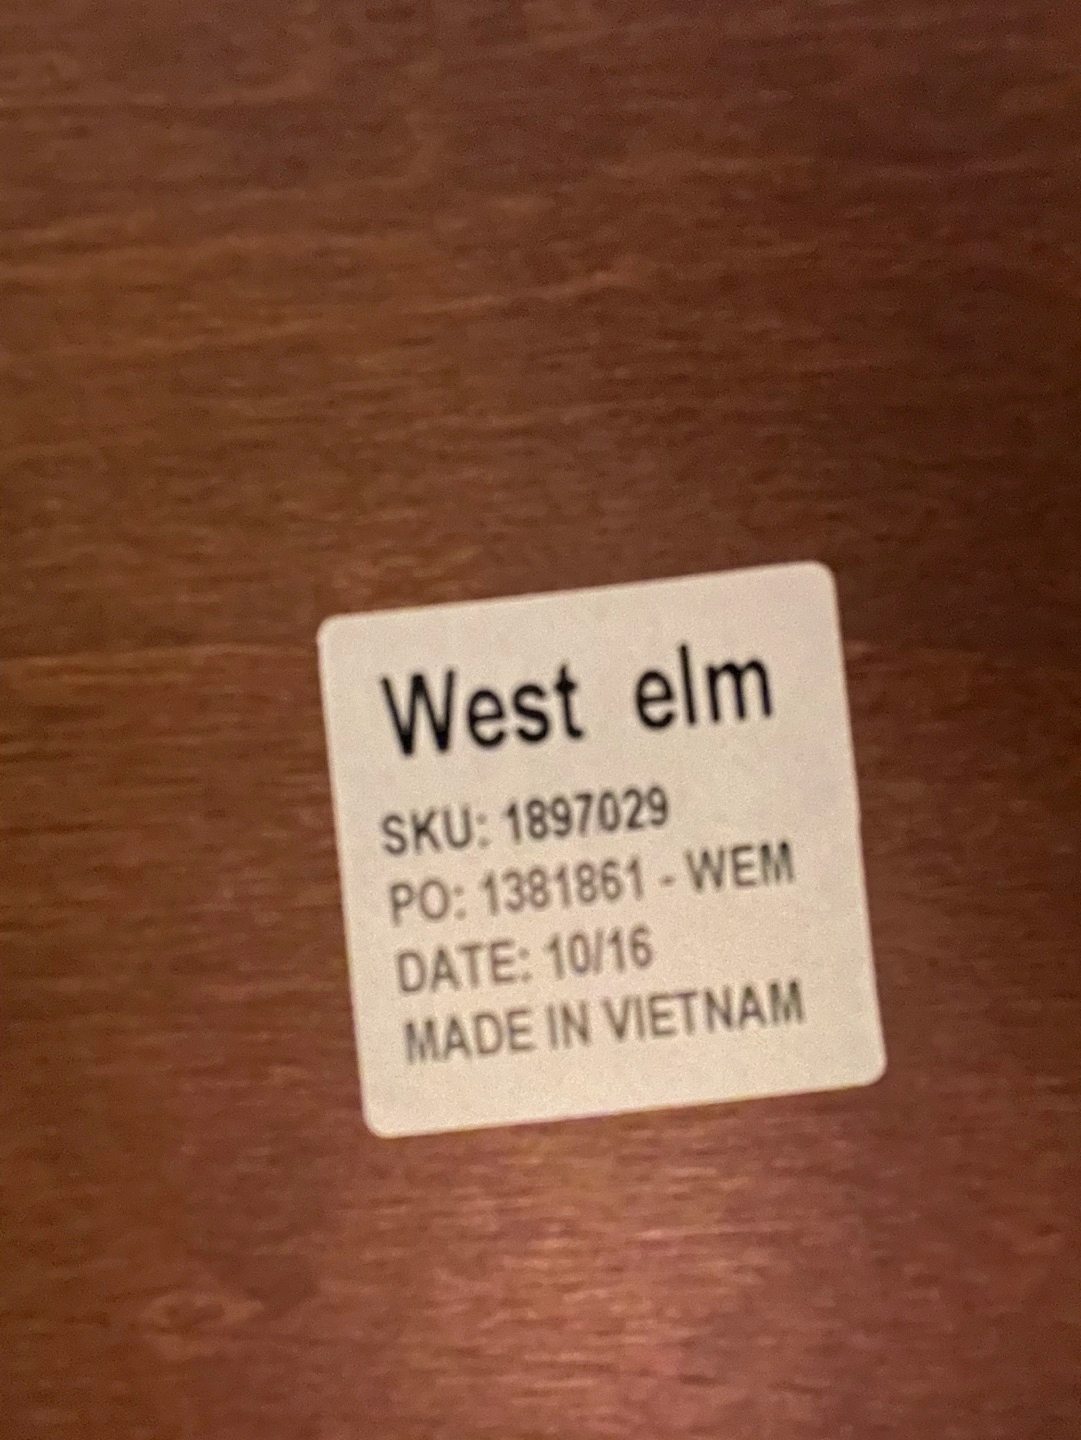 West elm
SKU: 1897029
PO: 1381861 - WEM
DATE: 10/16
MADE IN VIETNAM